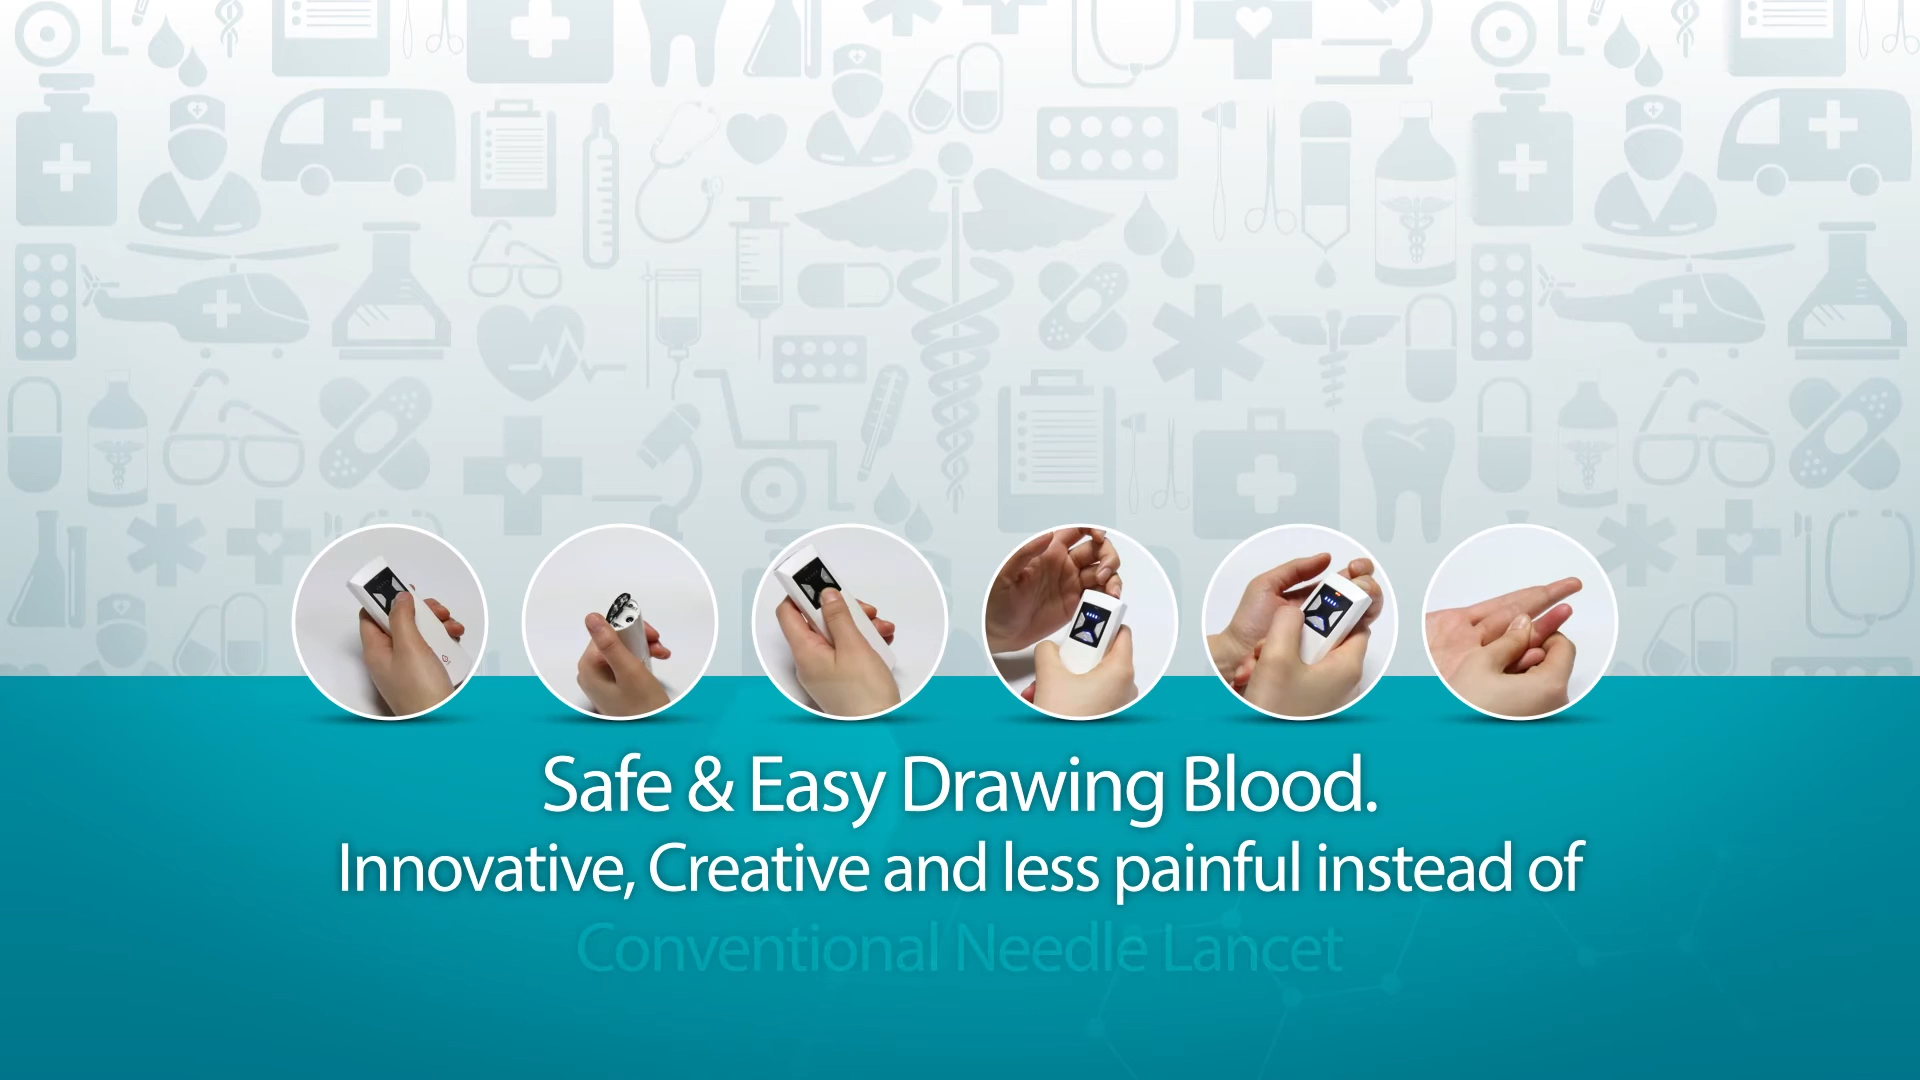 Safe & Easy Drawing Blood.
Innovative, Creative and less painful instead of
Conventional Needle Lancet